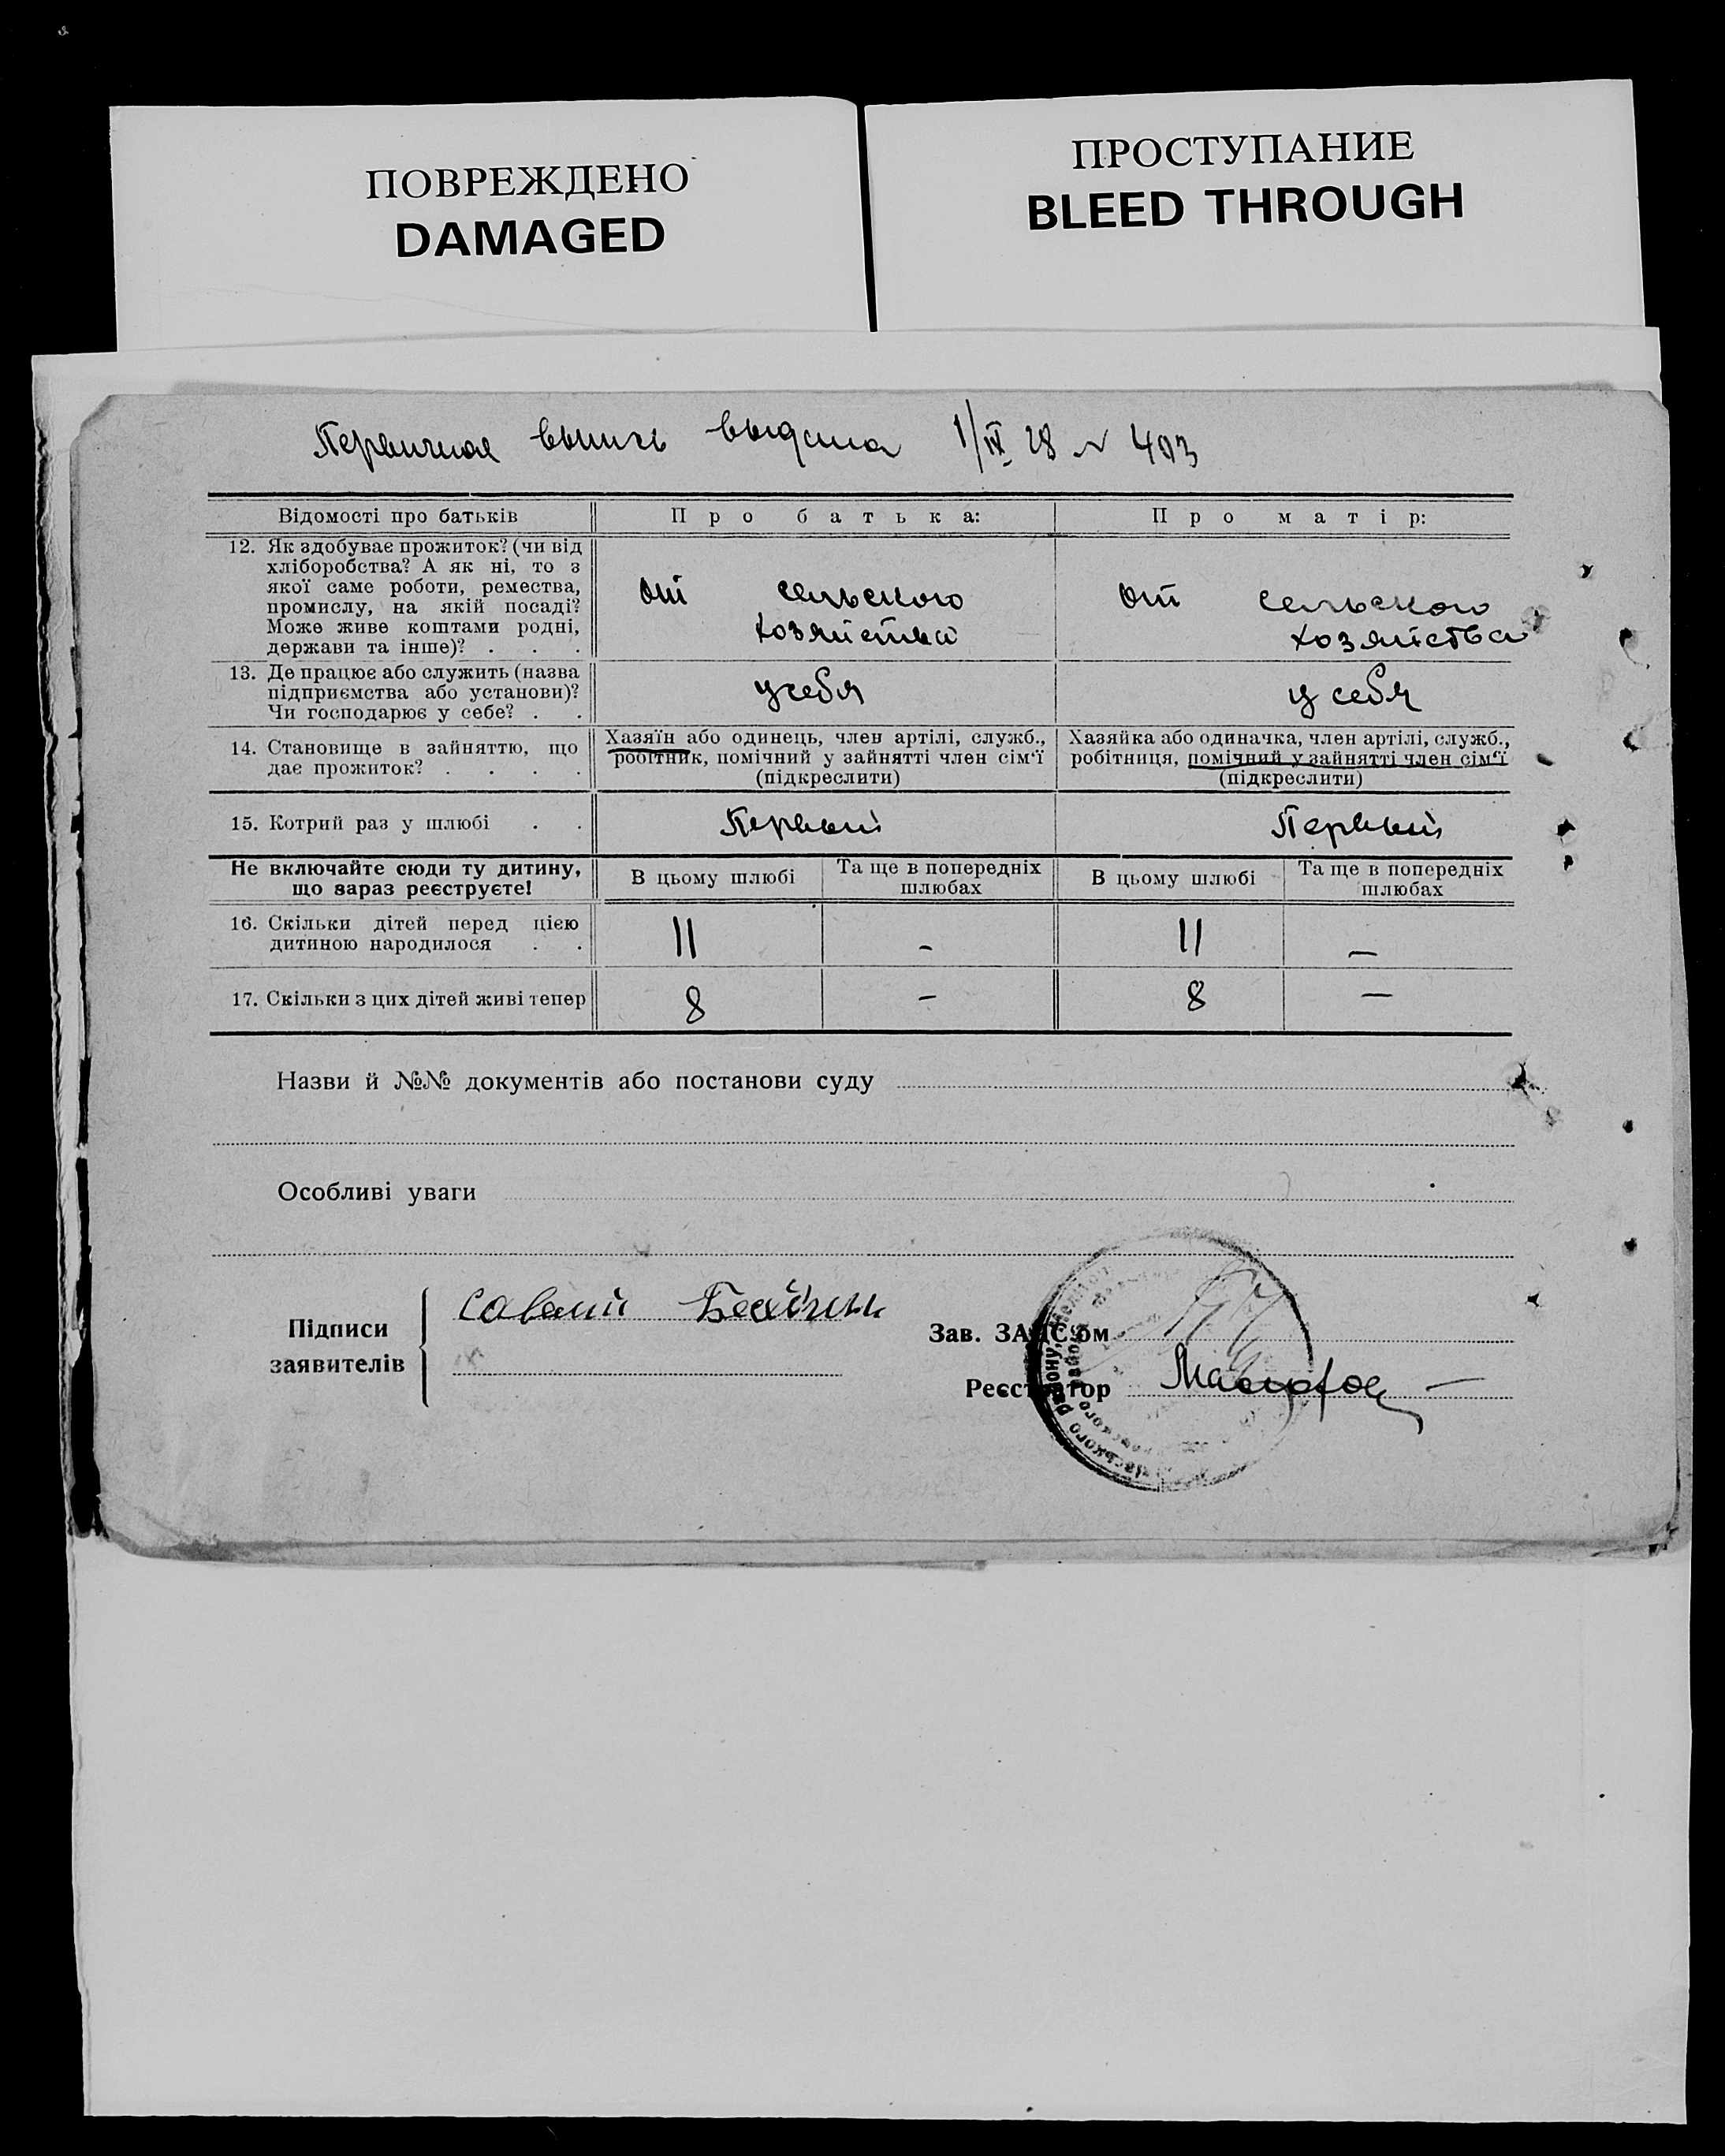 ПОВРЕЖДЕНО
DAMAGED
ПРОСТУПАНИЕ
BLEED THROUGH
Первичная выпись выдана 1/IX 28 № 403
Відомості про батьків
Про батька:
Про матір:
12. Як здобуває прожиток? (чи від
хліборобства? А як ні, то з
якої саме роботи, ремества,
промислу, на якій посаді?
Може живе коштами родні,
держави та інше)? . . .
от сельского
хозяйства
от сельского
хозяйства
13. Де працює або служить (назва
підприємства або установи)?
Чи господарює у себе? . .
у себя
у себя
14. Становище в зайняттю, що
дає прожиток? . . . .
Хазяїн або одинець, член артілі, служб.,
робітник, помічний у зайнятті член сім'ї
(підкреслити)
Хазяйка або одиначка, член артілі, служб.,
робітниця, помічний у зайнятті член сім'ї
(підкреслити)
15. Котрий раз у шлюбі . .
Первый
Первый
Не включайте сюди ту дитину,
що зараз реєструєте!
В цьому шлюбі
Та ще в попередніх
шлюбах
В цьому шлюбі
Та ще в попередніх
шлюбах
16. Скільки дітей перед цією
дитиною народилося . .
11
-
11
-
17. Скільки з цих дітей живі тепер
8
-
8
-
Назви й №№ документів або постанови суду
Особливі уваги
Підписи
заявителів
Савелий
Зав. ЗАГС'ом
Реєстратор